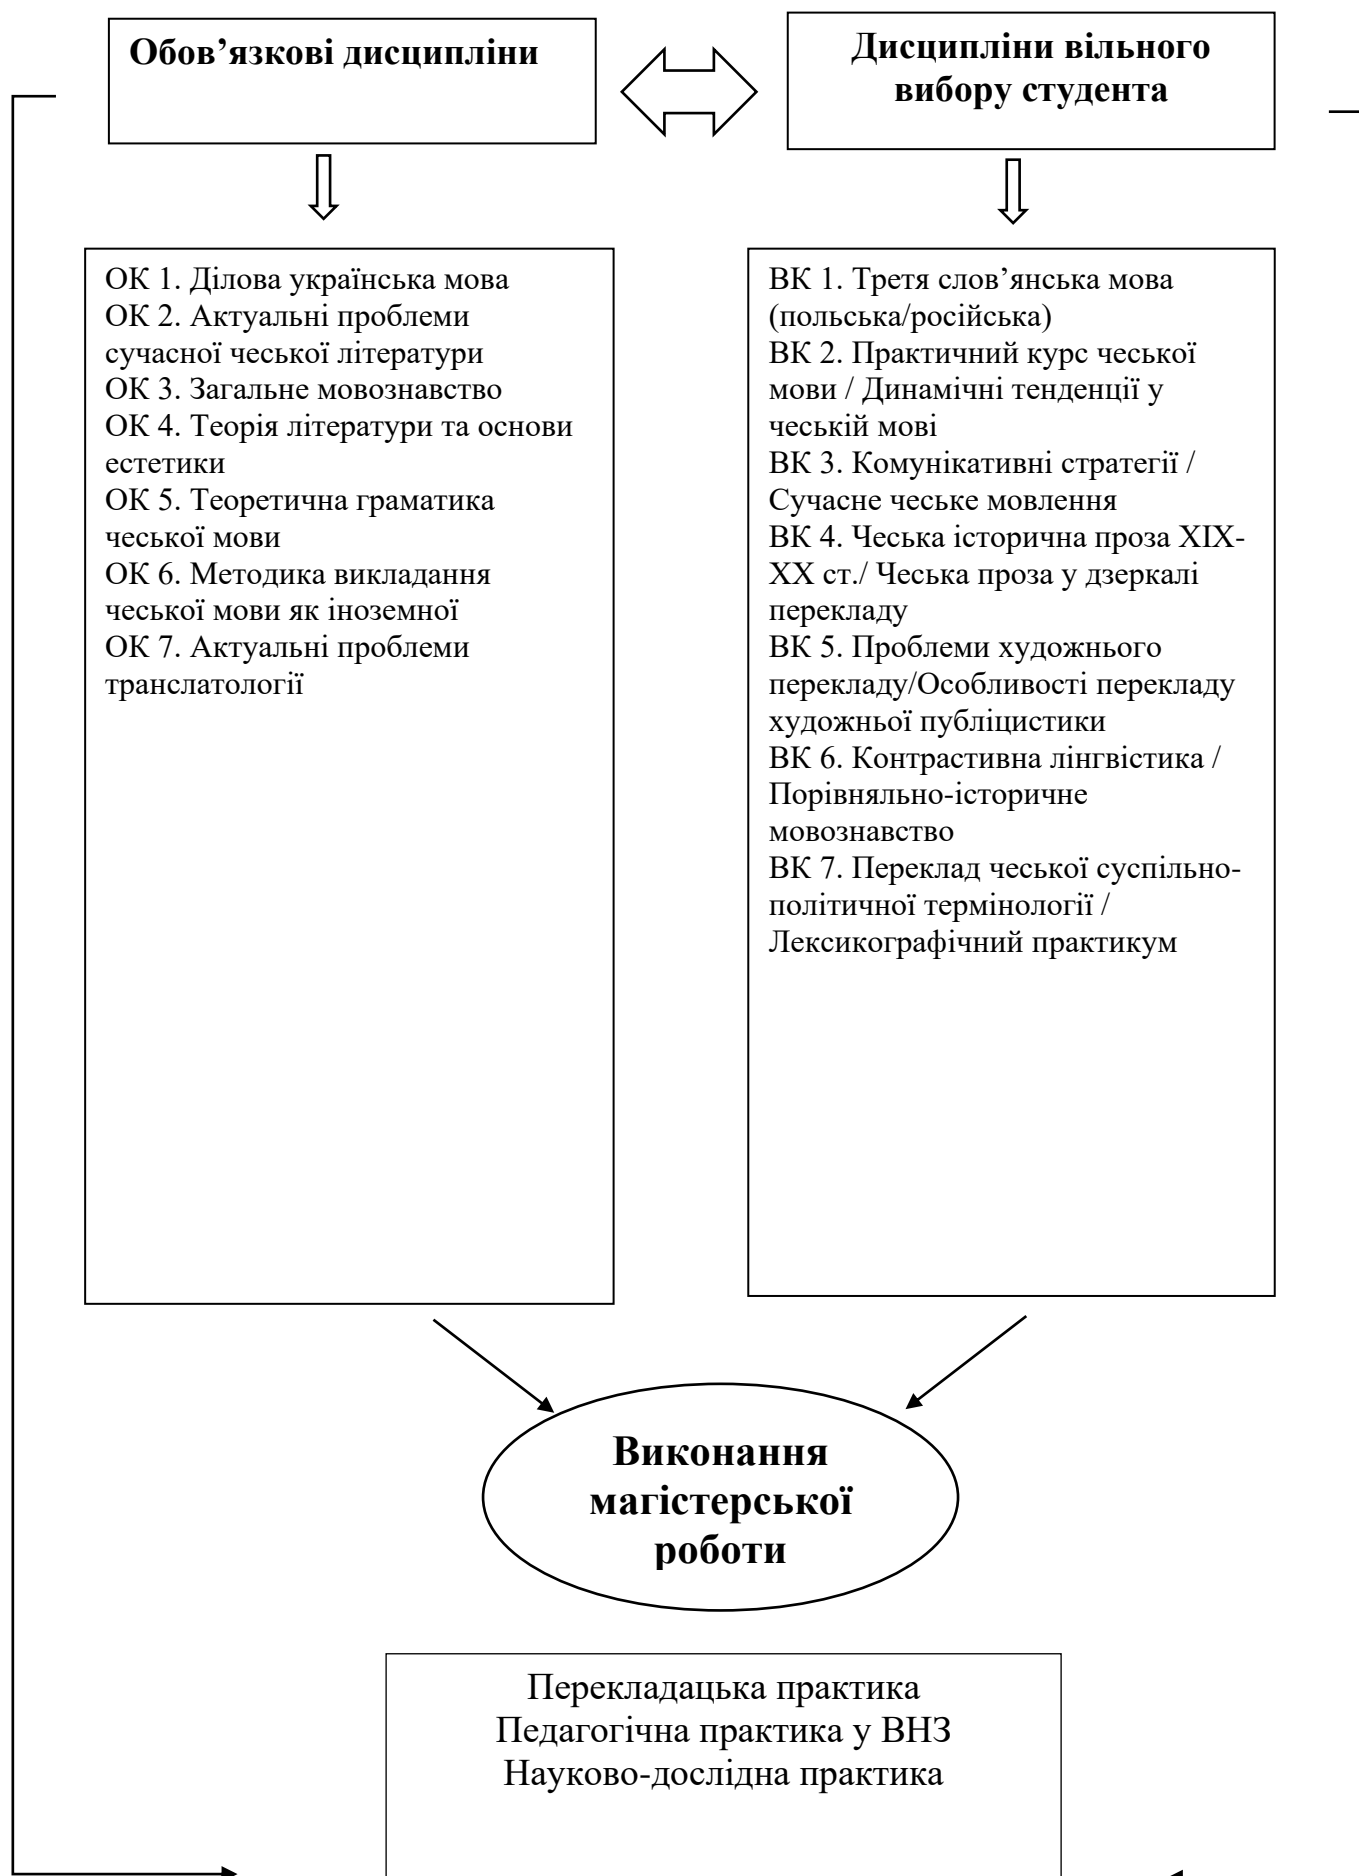 Обов’язкові дисципліни
Дисципліни вільного
вибору студента
ОК 1. Ділова українська мова
ОК 2. Актуальні проблеми
сучасної чеської літератури
ОК 3. Загальне мовознавство
ОК 4. Теорія літератури та основи
естетики
ОК 5. Теоретична граматика
чеської мови
ОК 6. Методика викладання
чеської мови як іноземної
ОК 7. Актуальні проблеми
транслатології
ВК 1. Третя слов’янська мова
(польська/російська)
ВК 2. Практичний курс чеської
мови / Динамічні тенденції у
чеській мові
ВК 3. Комунікативні стратегії /
Сучасне чеське мовлення
ВК 4. Чеська історична проза ХІХ-
ХХ ст./ Чеська проза у дзеркалі
перекладу
ВК 5. Проблеми художнього
перекладу/Особливості перекладу
художньої публіцистики
ВК 6. Контрастивна лінгвістика /
Порівняльно-історичне
мовознавство
ВК 7. Переклад чеської суспільно-
політичної термінології /
Лексикографічний практикум
Виконання
магістерської
роботи
Перекладацька практика
Педагогічна практика у ВНЗ
Науково-дослідна практика